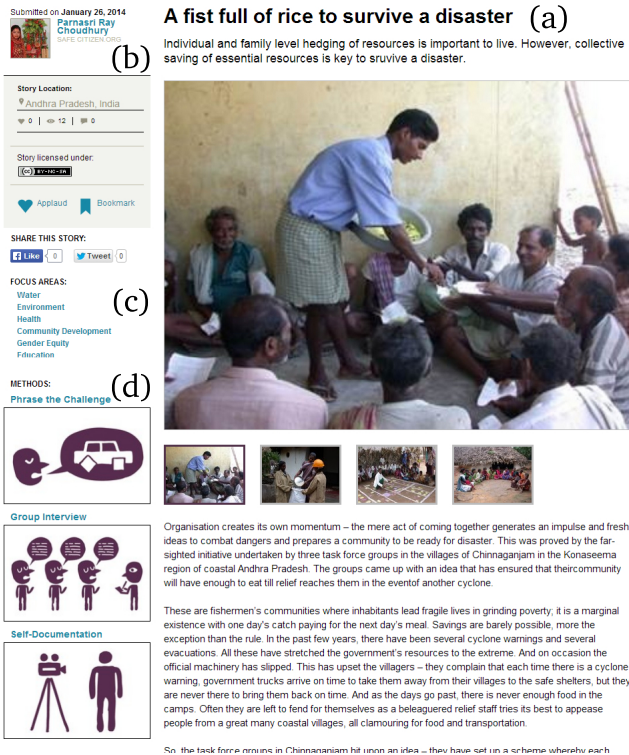 Submitted on January 26, 2014
Parnasri Ray
Choudhury
SAFE CITIZEN.ORG
(b)
Story Location:
Andhra Pradesh, India
0 | 12 | 0
Story licensed under:
cc BY-NC-SA
Applaud Bookmark
SHARE THIS STORY:
Like 0 Tweet 0
FOCUS AREAS:
Water
Environment
Health
Community Development
Gender Equity
Education
(c)
METHODS:
(d)
Phrase the Challenge
Group Interview
Self-Documentation
A fist full of rice to survive a disaster (a)
Individual and family level hedging of resources is important to live. However, collective
saving of essential resources is key to sruvive a disaster.
Organisation creates its own momentum – the mere act of coming together generates an impulse and fresh
ideas to combat dangers and prepares a community to be ready for disaster. This was proved by the far-
sighted initiative undertaken by three task force groups in the villages of Chinnaganjam in the Konaseema
region of coastal Andhra Pradesh. The groups came up with an idea that has ensured that theircommunity
will have enough to eat till relief reaches them in the eventof another cyclone.
These are fishermen's communities where inhabitants lead fragile lives in grinding poverty; it is a marginal
existence with one day's catch paying for the next day's meal. Savings are barely possible, more the
exception than the rule. In the past few years, there have been several cyclone warnings and several
evacuations. All these have stretched the government's resources to the extreme. And on occasion the
official machinery has slipped. This has upset the villagers – they complain that each time there is a cyclone
warning, government trucks arrive on time to take them away from their villages to the safe shelters, but they
are never there to bring them back on time. And as the days go past, there is never enough food in the
camps. Often they are left to fend for themselves as a beleaguered relief staff tries its best to appease
people from a great many coastal villages, all clamouring for food and transportation.
So, the task force groups in Chinnaganjam hit upon an idea – they have set up a scheme whereby each